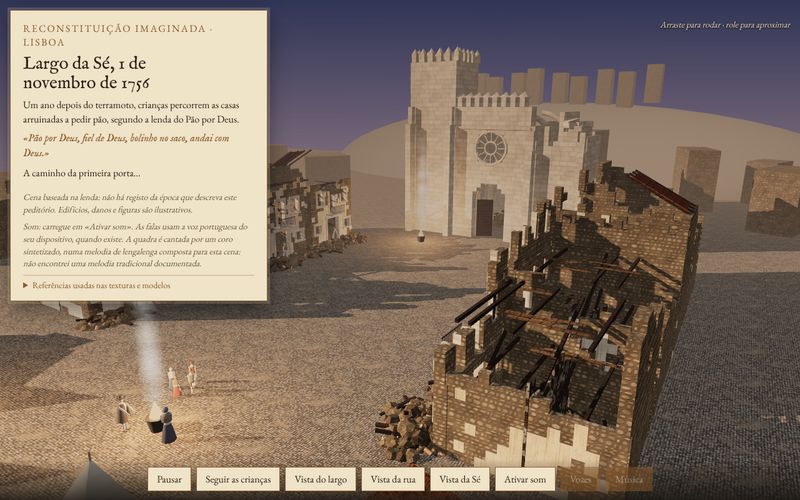 RECONSTITUIÇÃO IMAGINADA ·
LISBOA
Largo da Sé, 1 de
novembro de 1756
Um ano depois do terramoto, crianças percorrem as casas
arruinadas a pedir pão, segundo a lenda do Pão por Deus.
«Pão por Deus, fiel de Deus, bolinho no saco, andai com
Deus.»
A caminho da primeira porta...
Cena baseada na lenda: não há registo da época que descreva este
peditório. Edifícios, danos e figuras são ilustrativos.
Som: carregue em «Ativar som». As falas usam a voz portuguesa do
seu dispositivo, quando existe. A quadra é cantada por um coro
sintetizado, numa melodia de lengalenga composta para esta cena:
não encontrei uma melodia tradicional documentada.
▶ Referências usadas nas texturas e modelos
Arraste para rodar · role para aproximar
Pausar Seguir as crianças Vista do largo Vista da rua Vista da Sé Ativar som Vozes Música